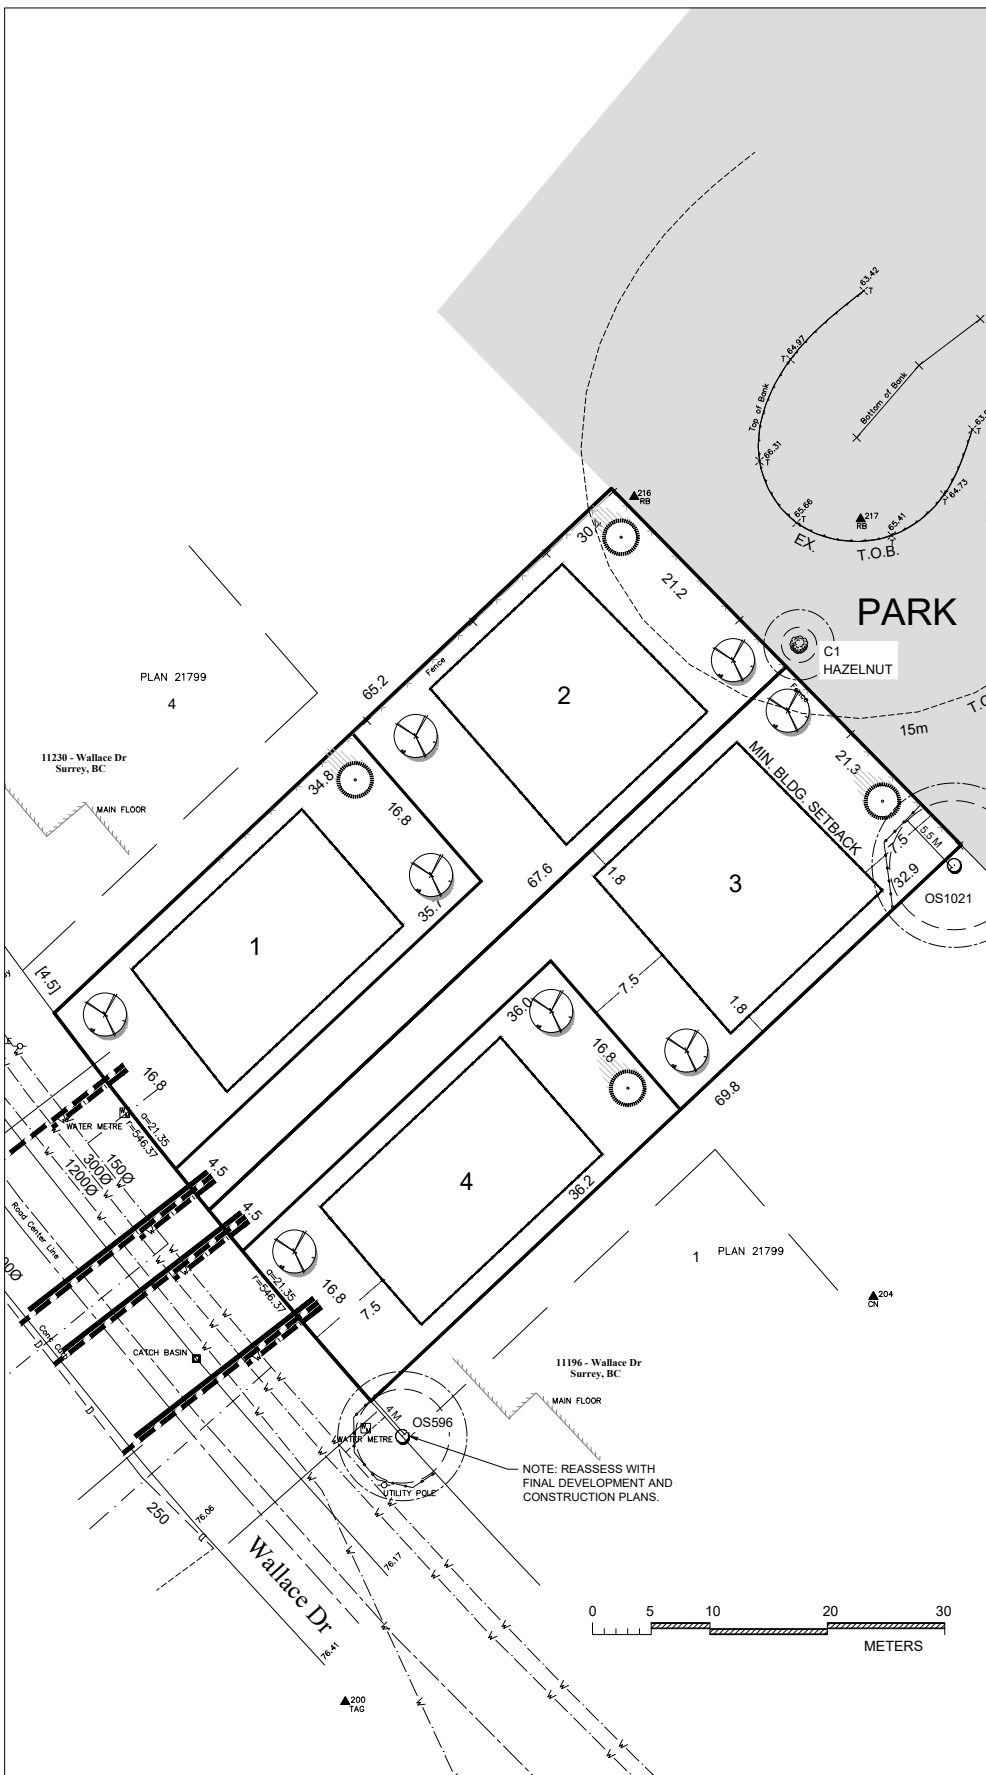 63.42
64.97
Top of Bank
Bottom of Bank
66.31
64.73
65.66
65.41
216
RB
217
RB
EX.
T.O.B.
30.4
21.2
PARK
C1
HAZELNUT
Fence
Fence
PLAN 21799
4
65.2
2
15m
21.3
11230 - Wallace Dr
Surrey, BC
MAIN FLOOR
34.8
16.8
MIN. BLDG. SETBACK
7.5
5.5 M
32.9
OS1021
67.6
1.8
3
35.7
1
[4.5]
7.5
1.8
36.0
16.8
69.8
16.8
WATER METRE
a=21.35
r=546.37
150Ø
300Ø
1200Ø
4.5
4.5
4
36.2
Road Center Line
1
PLAN 21799
a=21.35
r=546.37
16.8
7.5
204
CN
CATCH BASIN
11196 - Wallace Dr
Surrey, BC
MAIN FLOOR
4 M
OS596
WATER METRE
UTILITY POLE
NOTE: REASSESS WITH
FINAL DEVELOPMENT AND
CONSTRUCTION PLANS.
250
76.06
76.17
Wallace Dr
76.41
0 5 10 20 30
METERS
200
TAG